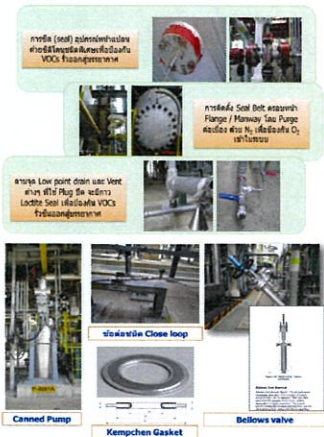 การยึด (seal) อุปกรณ์หน้าแปลน
ด้วยซิลิโคนชนิดพิเศษเพื่อป้องกัน
VOCs รั่วออกสู่บรรยากาศ
การติดตั้ง Seal Belt ครอบหน้า
Flange / Manway โดย Purge
ต่อเนื่อง ด้วย N₂ เพื่อป้องกัน O₂
เข้าในระบบ
ตามจุด Low point drain และ Vent
ต่างๆ ที่ใช้ Plug ยึด จะมีการ
Loctite Seal เพื่อป้องกัน VOCs
รั่วซึมออกสู่บรรยากาศ
ข้อต่อชนิด Close loop
Canned Pump
Kempchen Gasket
Bellows valve